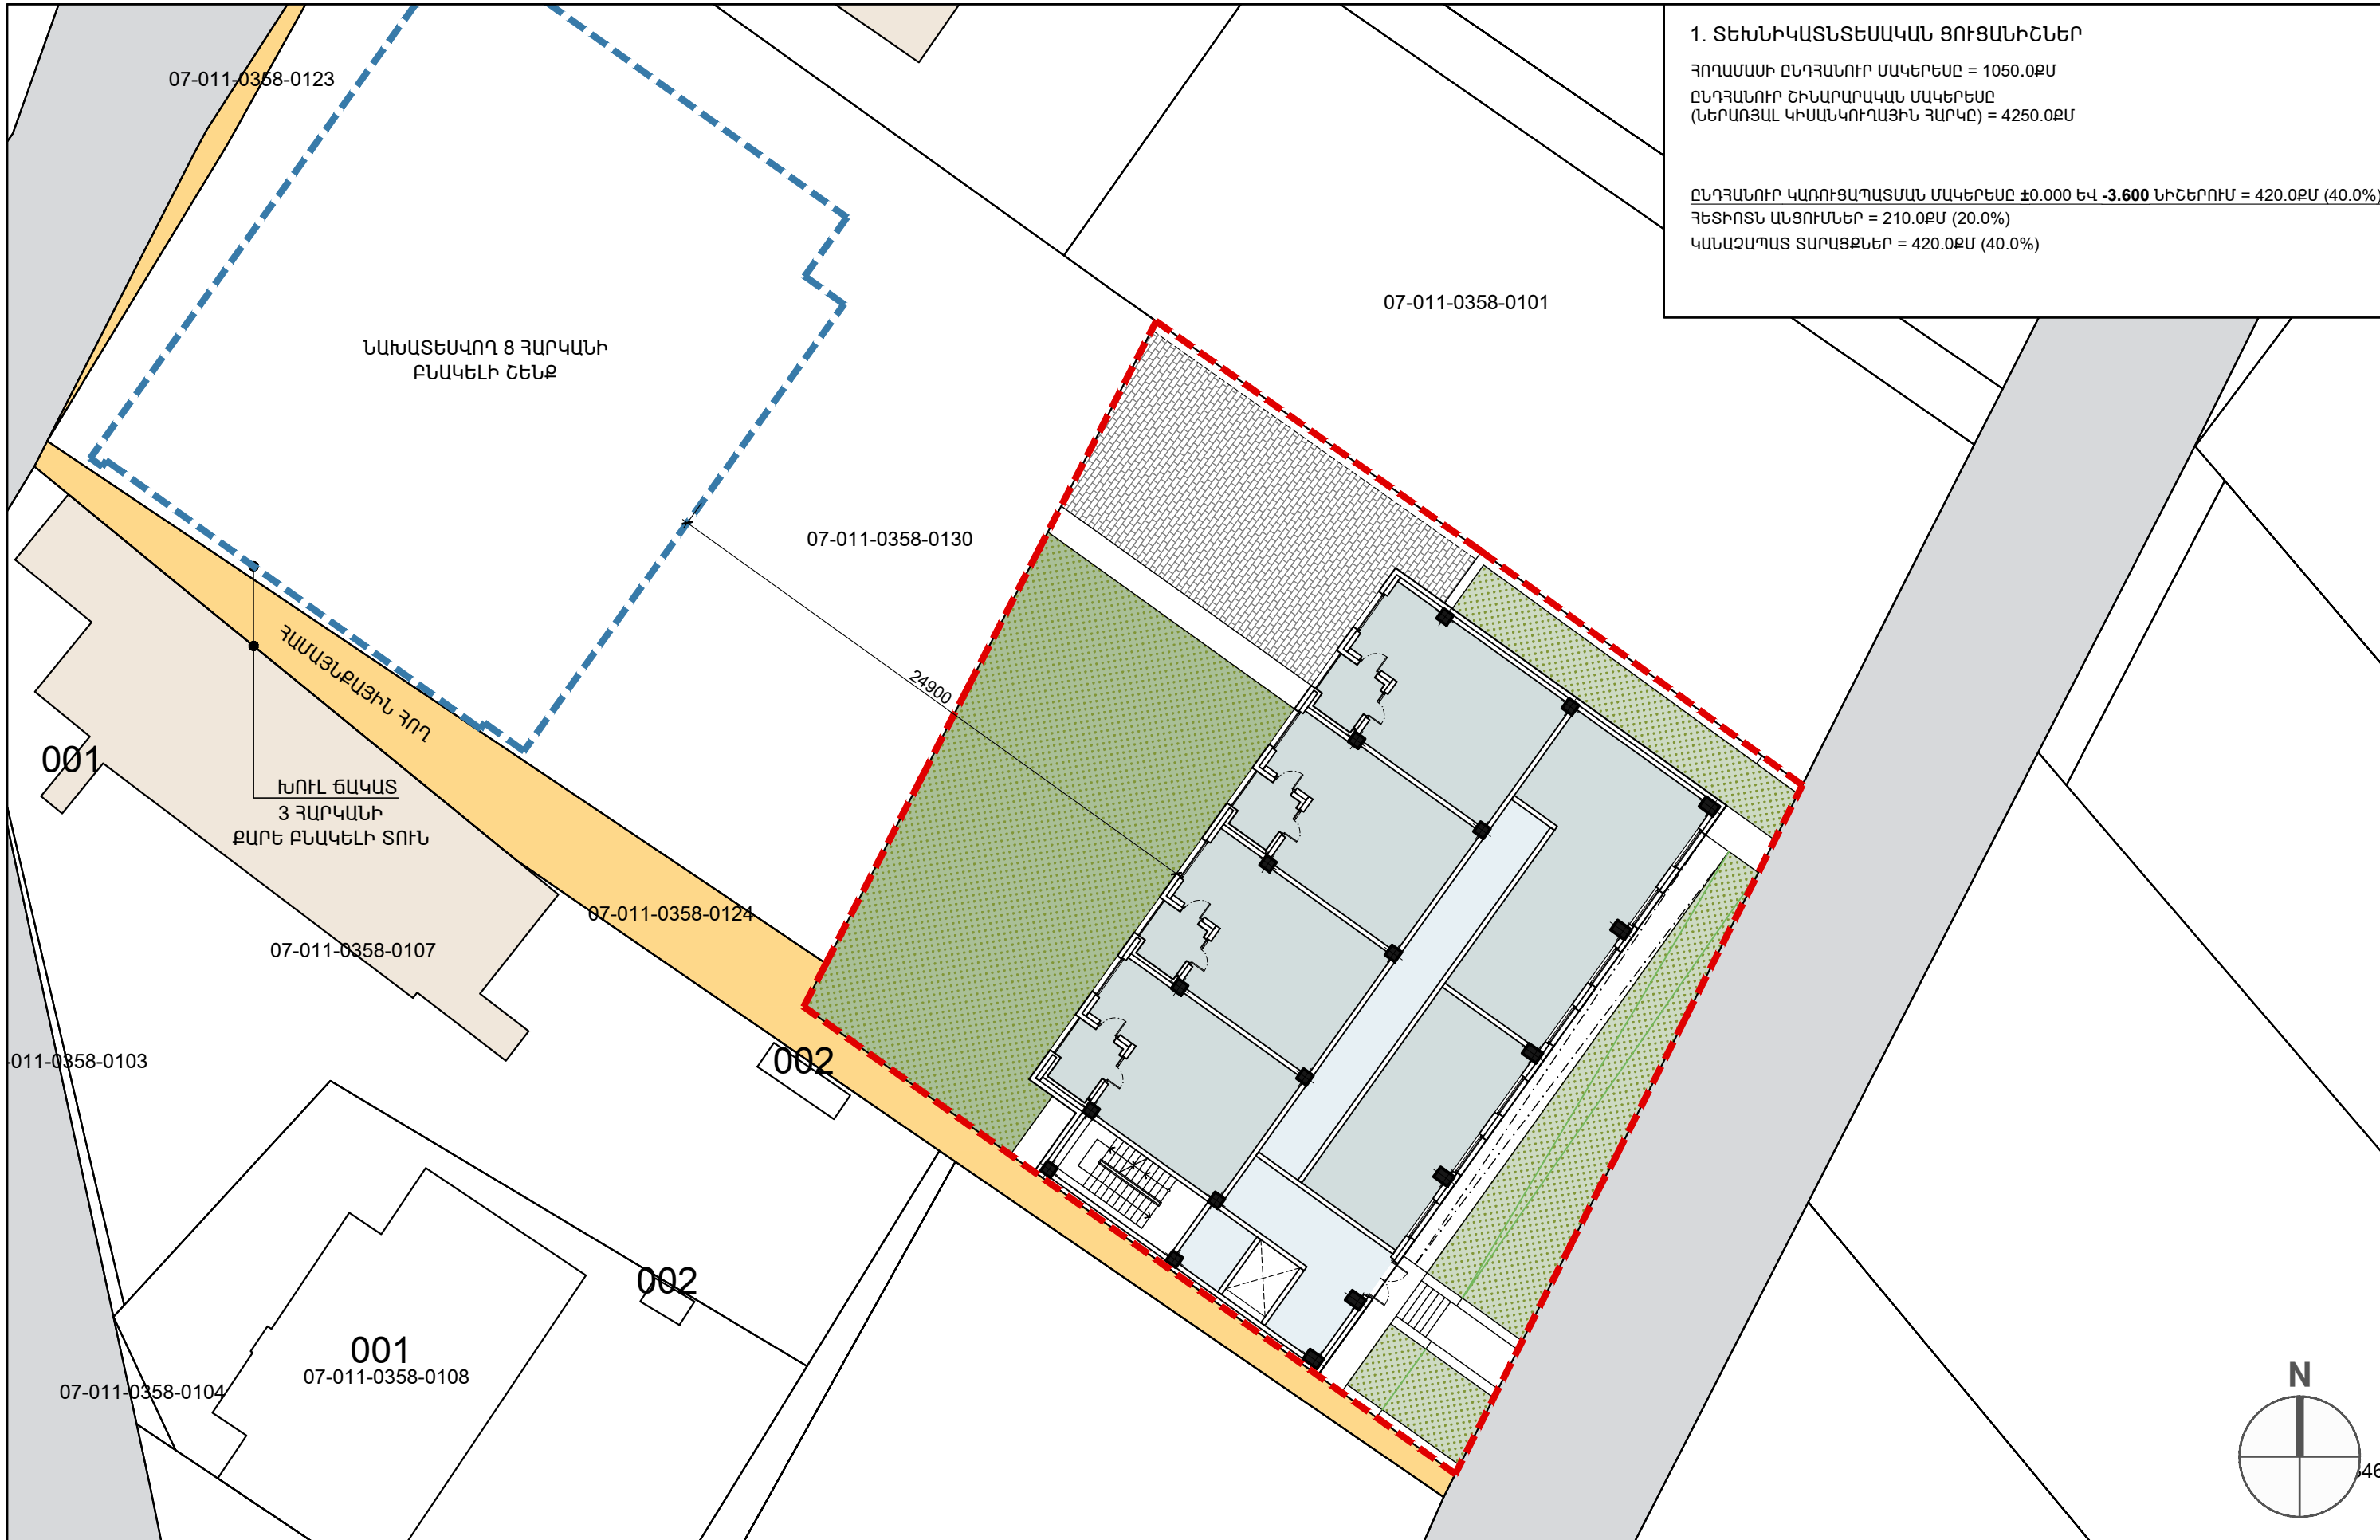 1. ՏԵԽՆԻԿԱՏՆՏԵՍԱԿԱՆ ՑՈՒՑԱՆԻՇՆԵՐ
ՀՈՂԱՄԱՍԻ ԸՆԴՀԱՆՈՒՐ ՄԱԿԵՐԵՍԸ = 1050.0ՔՄ
ԸՆԴՀԱՆՈՒՐ ՇԻՆԱՐԱՐԱԿԱՆ ՄԱԿԵՐԵՍԸ
(ՆԵՐԱՌՅԱԼ ԿԻՍԱՆԿՈՒՂԱՅԻՆ ՀԱՐԿԸ) = 4250.0ՔՄ
ԸՆԴՀԱՆՈՒՐ ԿԱՌՈՒՑԱՊԱՏՄԱՆ ՄԱԿԵՐԵՍԸ ±0.000 ԵՎ -3.600 ՆԻՇԵՐՈՒՄ = 420.0ՔՄ (40.0%)
ՀԵՏԻՈՏՆ ԱՆՑՈՒՄՆԵՐ = 210.0ՔՄ (20.0%)
ԿԱՆԱՉԱՊԱՏ ՏԱՐԱՑՔՆԵՐ = 420.0ՔՄ (40.0%)
07-011-0358-0123
07-011-0358-0101
ՆԱԽԱՏԵՍՎՈՂ 8 ՀԱՐԿԱՆԻ
ԲՆԱԿԵԼԻ ՇԵՆՔ
07-011-0358-0130
24900
ՀԱՄԱՅՆՔԱՅԻՆ ՀՈՂ
001
ԽՈՒԼ ՃԱԿԱՏ
3 ՀԱՐԿԱՆԻ
ՔԱՐԵ ԲՆԱԿԵԼԻ ՏՈՒՆ
07-011-0358-0124
07-011-0358-0107
-011-0358-0103
002
002
001
07-011-0358-0108
07-011-0358-0104
N